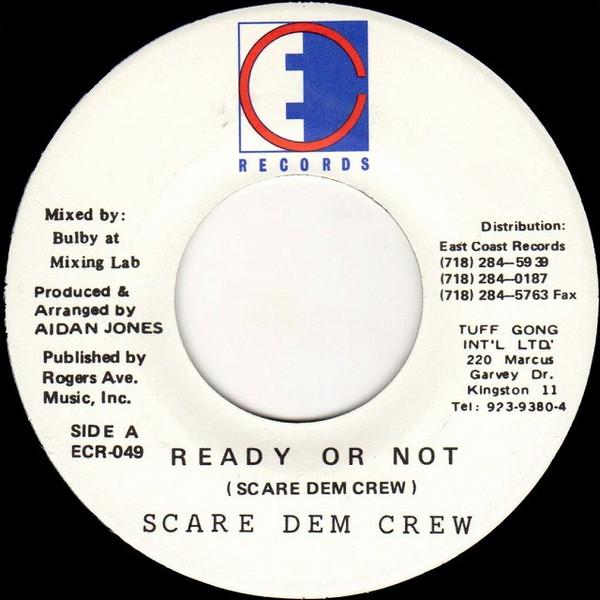 RECORDS
Mixed by:
Bulby at
Mixing Lab
Produced &
Arranged by
AIDAN JONES
Published by
Rogers Ave.
Music, Inc.
SIDE A
ECR-049
Distribution:
East Coast Records
(718) 284-5939
(718) 284-0187
(718) 284-5763 Fax
TUFF GONG
INT'L LTD.'
220 Marcus
Garvey Dr.
Kingston 11
Tel: 923-9380-4
READY OR NOT
(SCARE DEM CREW)
SCARE DEM CREW